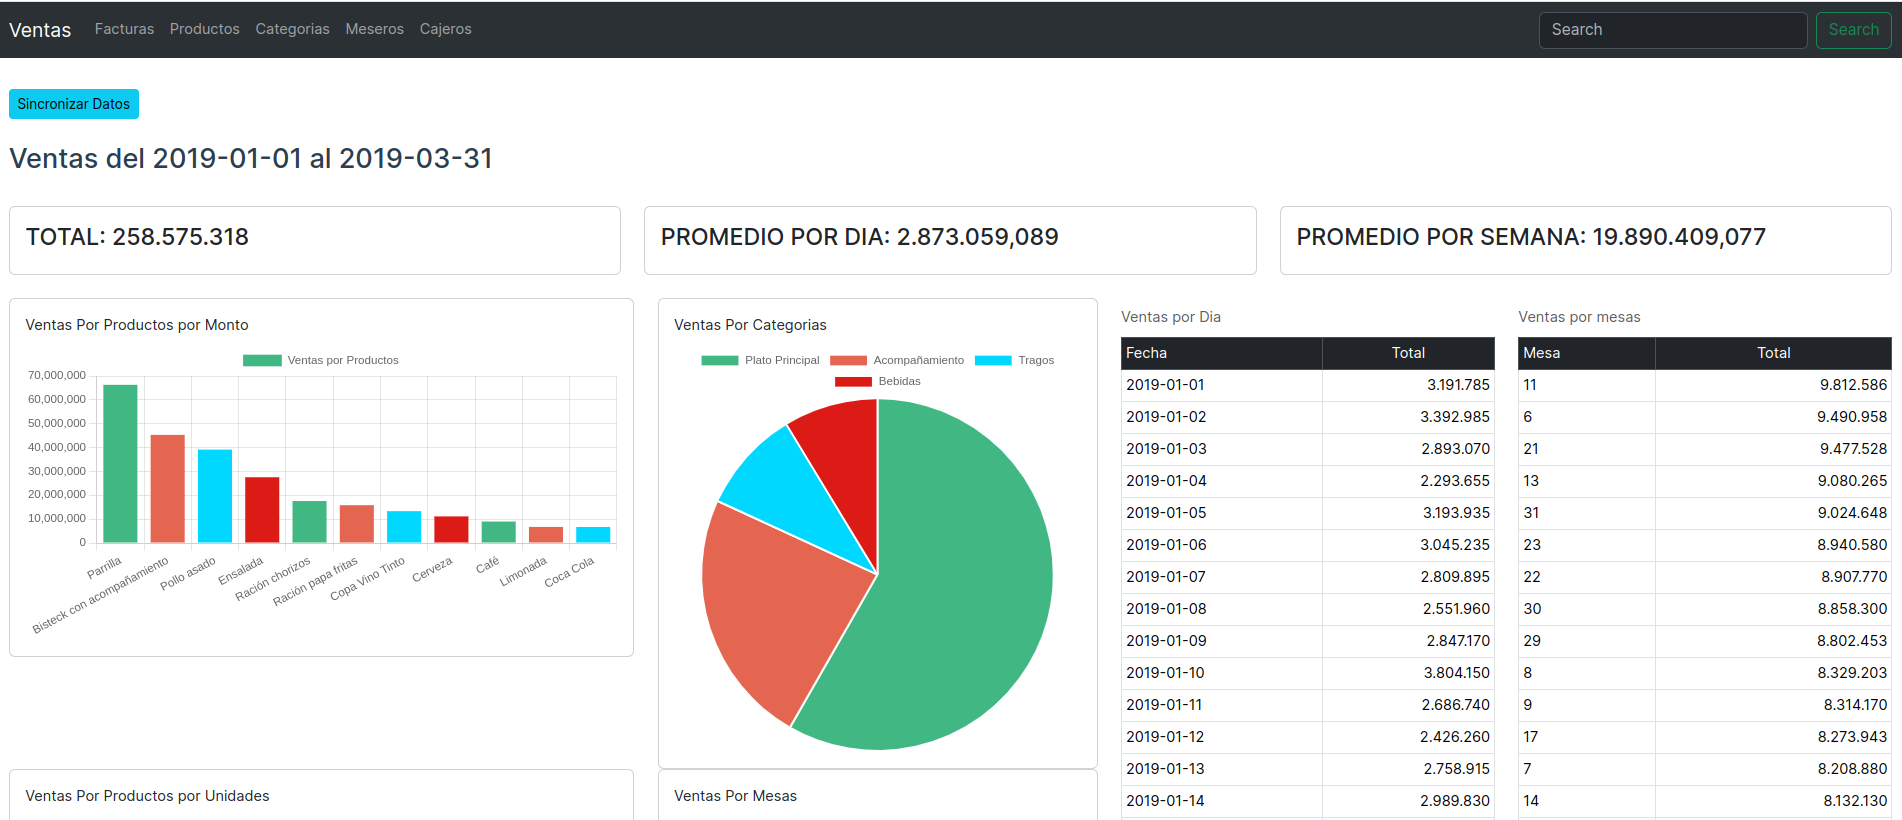 Ventas Facturas Productos Categorias Meseros Cajeros Search Search
Sincronizar Datos
Ventas del 2019-01-01 al 2019-03-31
TOTAL: 258.575.318
PROMEDIO POR DIA: 2.873.059,089
PROMEDIO POR SEMANA: 19.890.409,077
Ventas Por Productos por Monto
Ventas por Productos
70,000,000
60,000,000
50,000,000
40,000,000
30,000,000
20,000,000
10,000,000
0
Parrilla
Bisteck con acompañamiento
Pollo asado
Ensalada
Ración chorizos
Ración papa fritas
Copa Vino Tinto
Cerveza
Café
Limonada
Coca Cola
Ventas Por Categorias
Plato Principal Acompañamiento Tragos
Bebidas
Ventas por Dia
Fecha Total
2019-01-01 3.191.785
2019-01-02 3.392.985
2019-01-03 2.893.070
2019-01-04 2.293.655
2019-01-05 3.193.935
2019-01-06 3.045.235
2019-01-07 2.809.895
2019-01-08 2.551.960
2019-01-09 2.847.170
2019-01-10 3.804.150
2019-01-11 2.686.740
2019-01-12 2.426.260
2019-01-13 2.758.915
2019-01-14 2.989.830
Ventas por mesas
Mesa Total
11 9.812.586
6 9.490.958
21 9.477.528
13 9.080.265
31 9.024.648
23 8.940.580
22 8.907.770
30 8.858.300
29 8.802.453
8 8.329.203
9 8.314.170
17 8.273.943
7 8.208.880
14 8.132.130
Ventas Por Productos por Unidades
Ventas Por Mesas